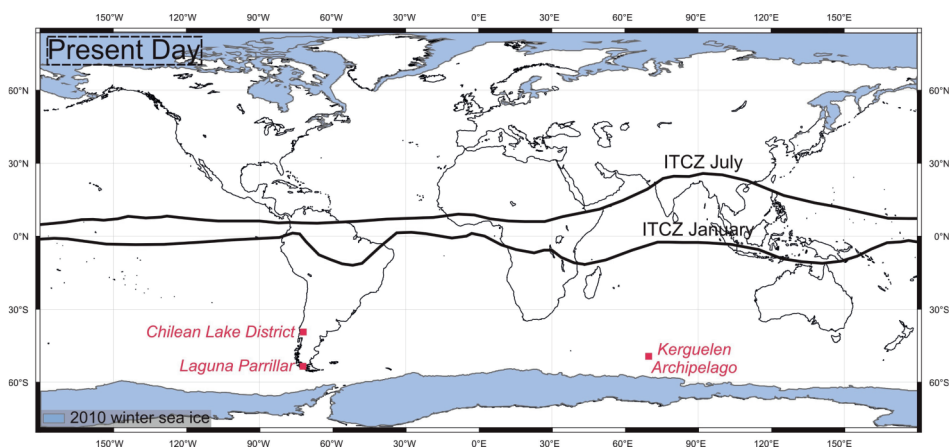 150°W 120°W 90°W 60°W 30°W 0°E 30°E 60°E 90°E 120°E 150°E
Present Day
60°N 60°N
ITCZ July
30°N 30°N
ITCZ January
0°N 0°N
30°S 30°S
Chilean Lake District
Laguna Parrillar
Kerguelen
Archipelago
60°S 60°S
2010 winter sea ice
150°W 120°W 90°W 60°W 30°W 0°E 30°E 60°E 90°E 120°E 150°E